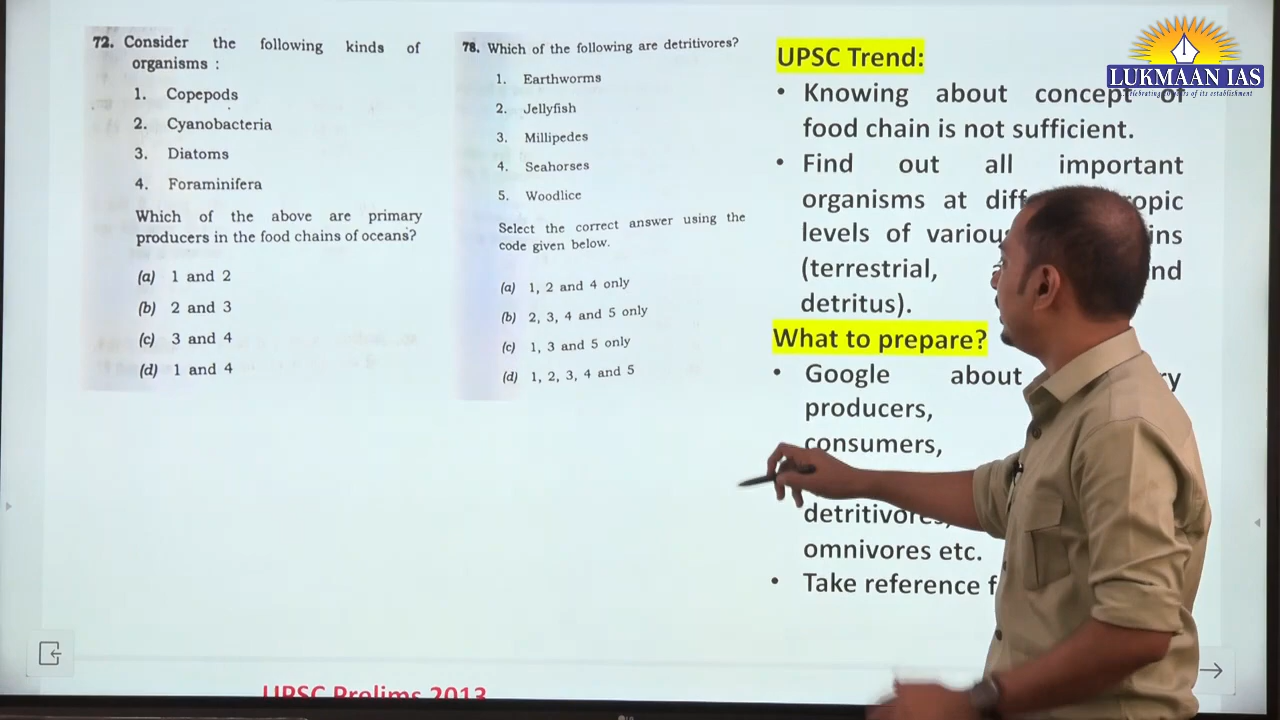 72. Consider the following kinds of
organisms :
1. Copepods
2. Cyanobacteria
3. Diatoms
4. Foraminifera
Which of the above are primary
producers in the food chains of oceans?
(a) 1 and 2
(b) 2 and 3
(c) 3 and 4
(d) 1 and 4
78. Which of the following are detritivores?
1. Earthworms
2. Jellyfish
3. Millipedes
4. Seahorses
5. Woodlice
Select the correct answer using the
code given below.
(a) 1, 2 and 4 only
(b) 2, 3, 4 and 5 only
(c) 1, 3 and 5 only
(d) 1, 2, 3, 4 and 5
UPSC Trend:
• Knowing about concept of
food chain is not sufficient.
• Find out all important
organisms at
levels of
(terrestrial,
detritus).
What to prepare?
• Google about
producers,
consumers,
detritivores,
omnivores etc.
• Take reference
UPSC Prelims 2013
LUKMAAN IAS